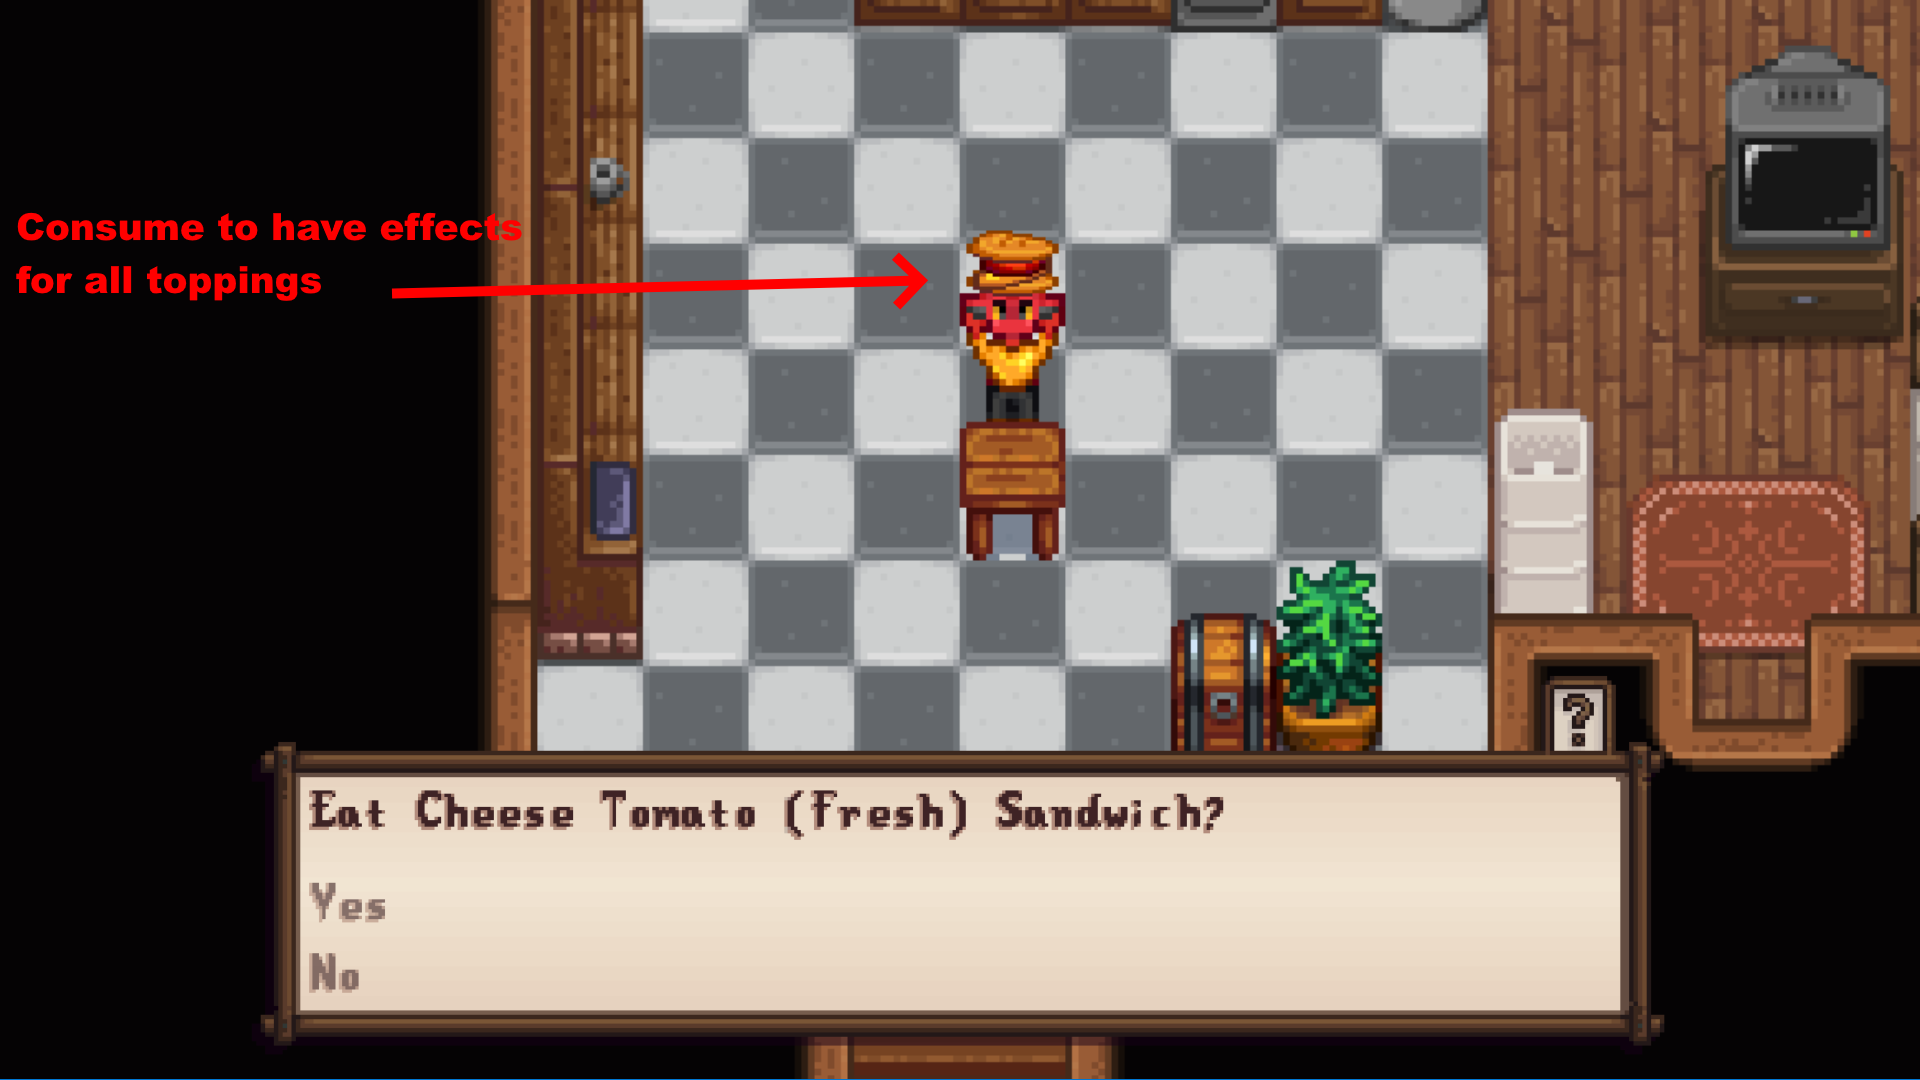 Consume to have effects
for all toppings
?
Eat Cheese Tomato (Fresh) Sandwich?
Yes
No